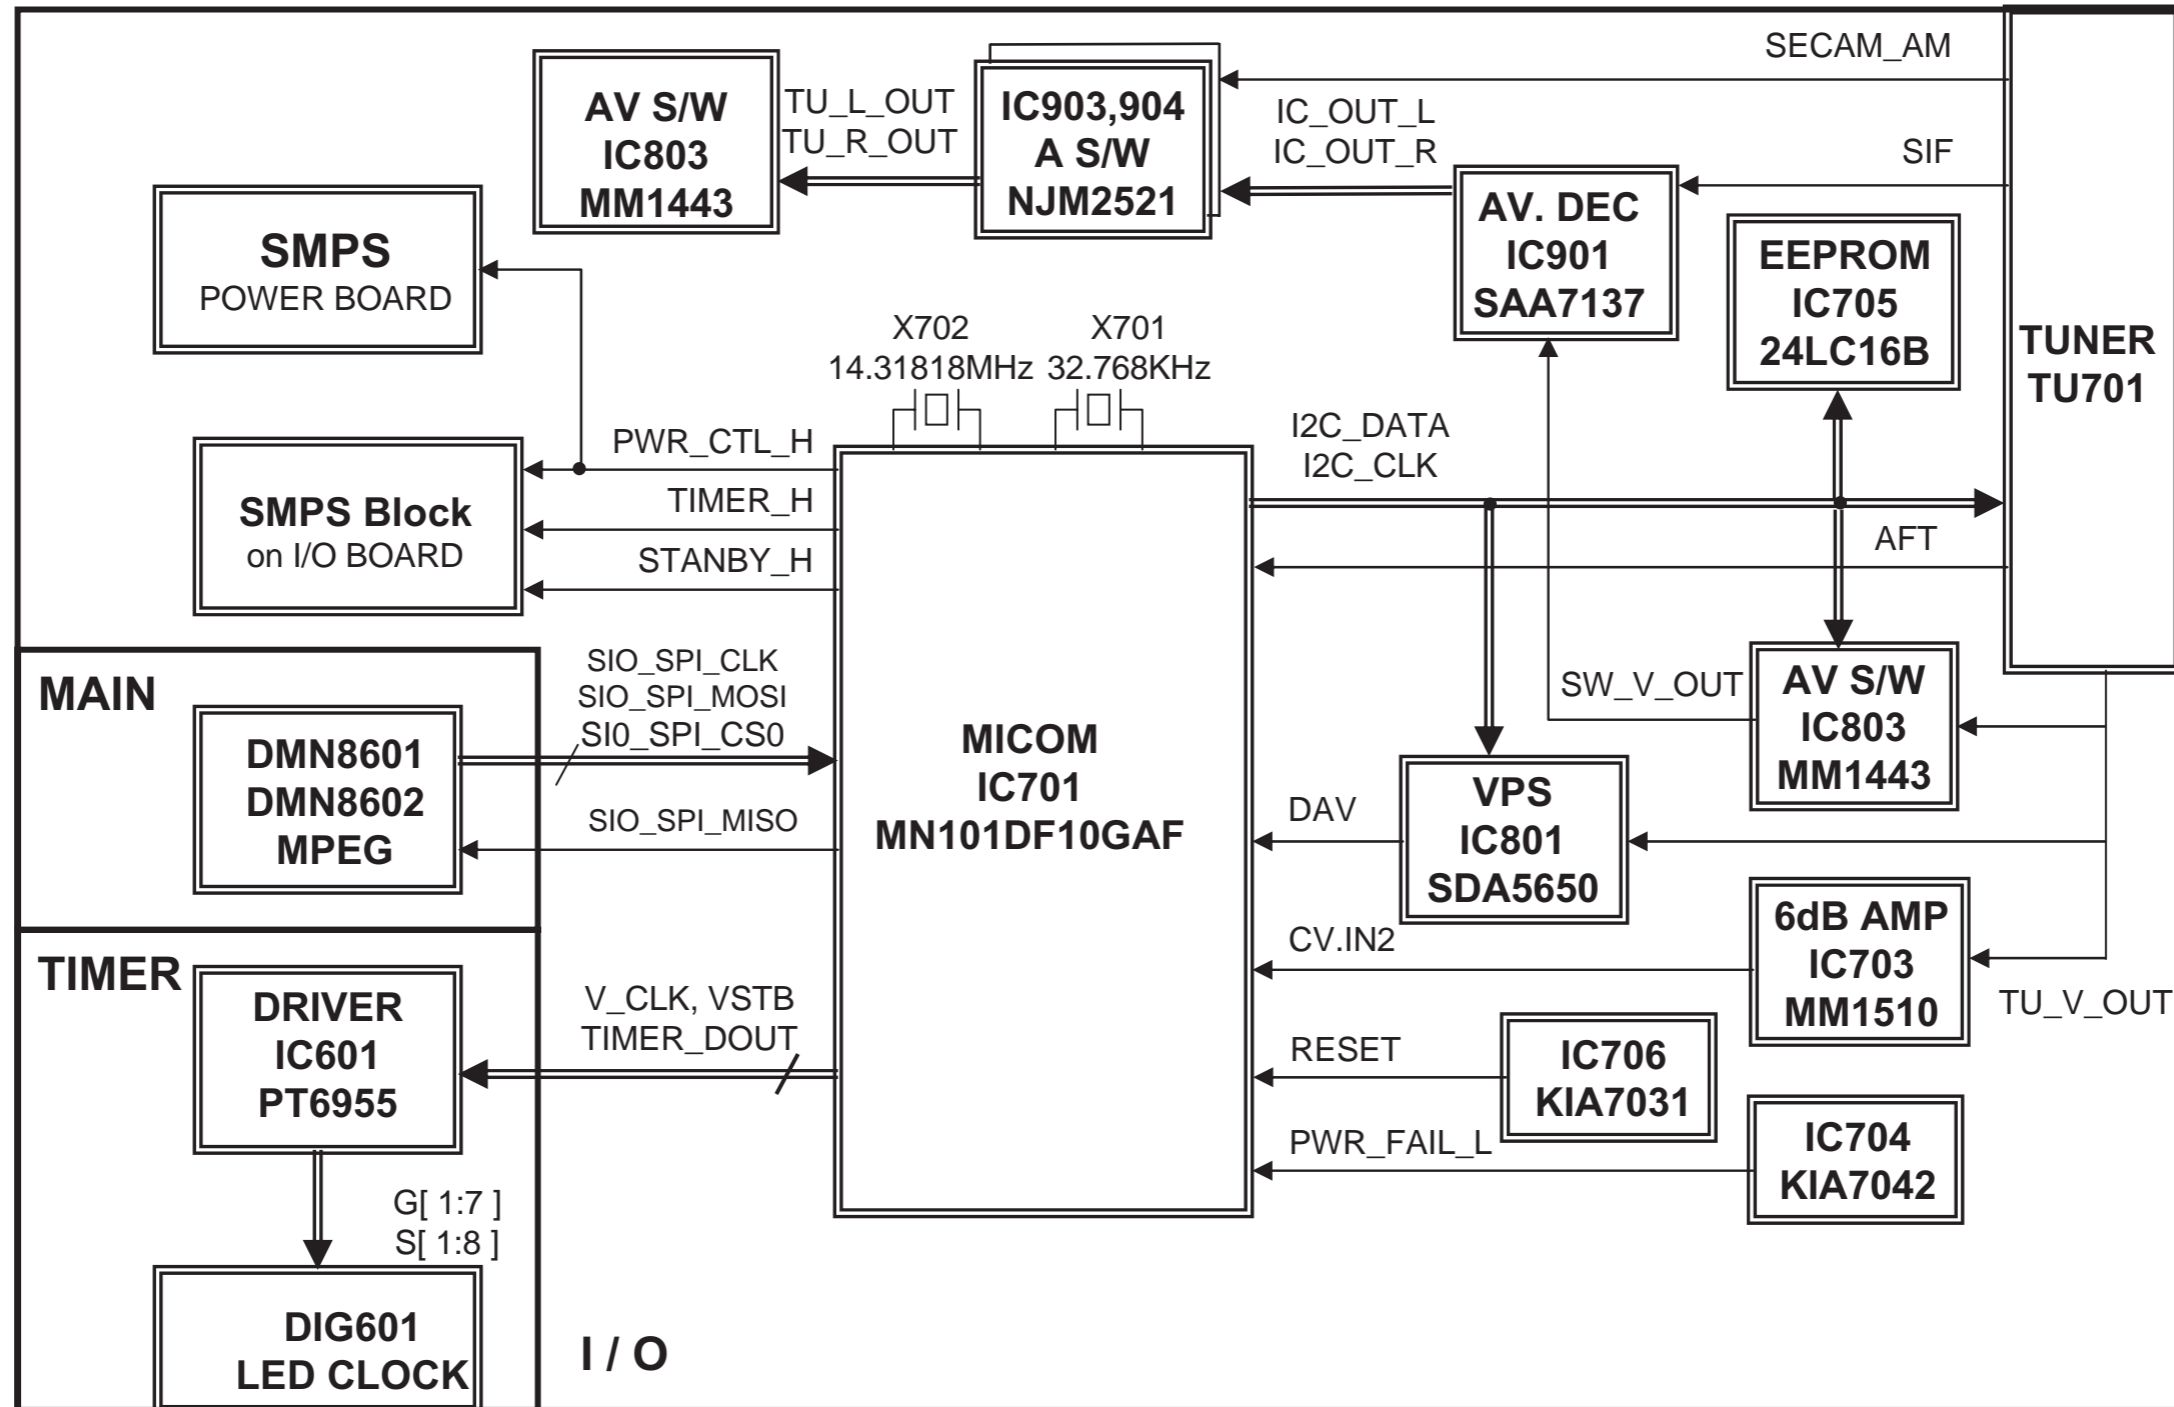 SECAM_AM
AV S/W
IC803
MM1443
TU_L_OUT
TU_R_OUT
IC903,904
A S/W
NJM2521
IC_OUT_L
IC_OUT_R
SIF
AV. DEC
IC901
SAA7137
EEPROM
IC705
24LC16B
TUNER
TU701
SMPS
POWER BOARD
X702
14.31818MHz
X701
32.768KHz
PWR_CTL_H
I2C_DATA
I2C_CLK
SMPS Block
on I/O BOARD
TIMER_H
STANBY_H
AFT
MAIN
SIO_SPI_CLK
SIO_SPI_MOSI
SI0_SPI_CS0
DMN8601
DMN8602
MPEG
SIO_SPI_MISO
MICOM
IC701
MN101DF10GAF
SW_V_OUT
AV S/W
IC803
MM1443
DAV
VPS
IC801
SDA5650
CV.IN2
6dB AMP
IC703
MM1510
TU_V_OUT
TIMER
DRIVER
IC601
PT6955
V_CLK, VSTB
TIMER_DOUT
RESET
IC706
KIA7031
PWR_FAIL_L
IC704
KIA7042
G[ 1:7 ]
S[ 1:8 ]
DIG601
LED CLOCK
I / O